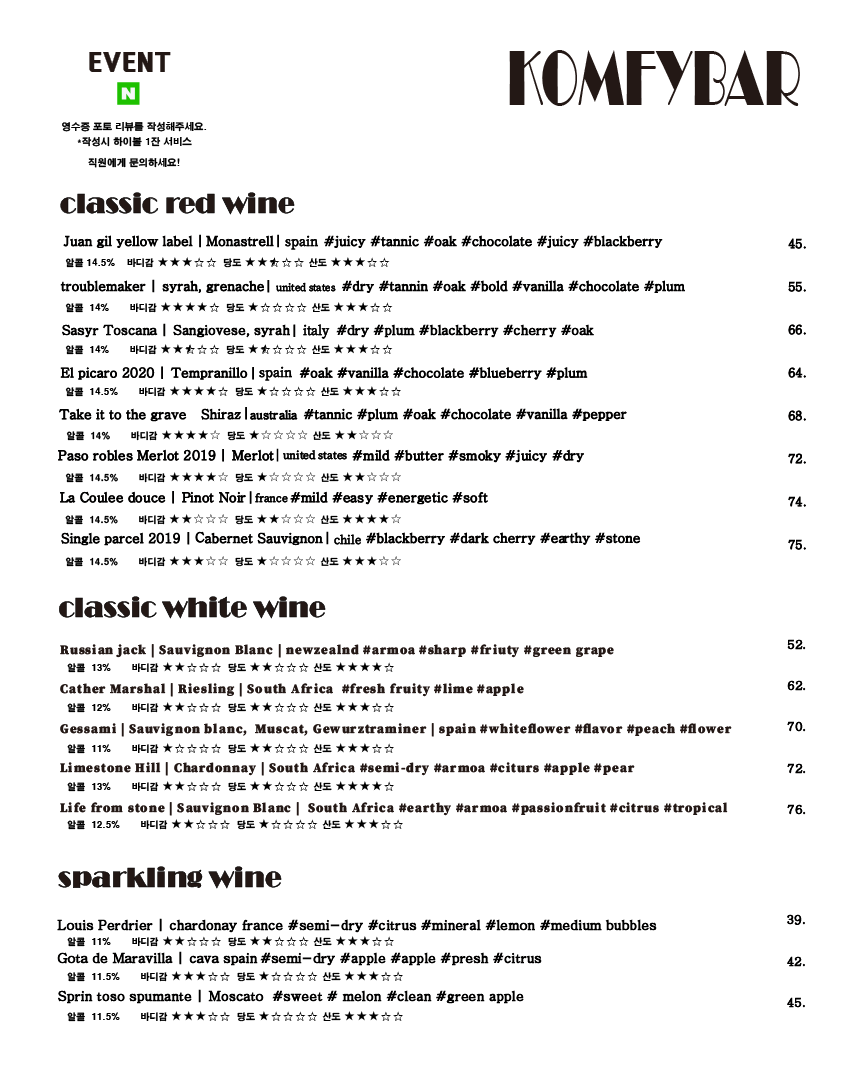 EVENT
N
영수증 포토 리뷰를 작성해주세요.
*작성시 하이볼 1잔 서비스
직원에게 문의하세요!
KOMFYBAR
classic red wine
Juan gil yellow label | Monastrell | spain #juicy #tannic #oak #chocolate #juicy #blackberry 45.
알콜 14.5% 바디감 ★★★☆☆ 당도 ★★⯪☆☆ 산도 ★★★☆☆
troublemaker | syrah, grenache | united states #dry #tannin #oak #bold #vanilla #chocolate #plum 55.
알콜 14% 바디감 ★★★★☆ 당도 ★☆☆☆☆ 산도 ★★★☆☆
Sasyr Toscana | Sangiovese, syrah | italy #dry #plum #blackberry #cherry #oak 66.
알콜 14% 바디감 ★★⯪☆☆ 당도 ★⯪☆☆☆ 산도 ★★★☆☆
El picaro 2020 | Tempranillo | spain #oak #vanilla #chocolate #blueberry #plum 64.
알콜 14.5% 바디감 ★★★★☆ 당도 ★☆☆☆☆ 산도 ★★★☆☆
Take it to the grave Shiraz | australia #tannic #plum #oak #chocolate #vanilla #pepper 68.
알콜 14% 바디감 ★★★★☆ 당도 ★☆☆☆☆ 산도 ★★☆☆☆
Paso robles Merlot 2019 | Merlot | united states #mild #butter #smoky #juicy #dry 72.
알콜 14.5% 바디감 ★★★★☆ 당도 ★☆☆☆☆ 산도 ★★☆☆☆
La Coulee douce | Pinot Noir | france #mild #easy #energetic #soft 74.
알콜 14.5% 바디감 ★★☆☆☆ 당도 ★★☆☆☆ 산도 ★★★★☆
Single parcel 2019 | Cabernet Sauvignon | chile #blackberry #dark cherry #earthy #stone 75.
알콜 14.5% 바디감 ★★★☆☆ 당도 ★☆☆☆☆ 산도 ★★★☆☆
classic white wine
Russian jack | Sauvignon Blanc | newzealnd #armoa #sharp #friuty #green grape 52.
알콜 13% 바디감 ★★☆☆☆ 당도 ★★☆☆☆ 산도 ★★★★☆
Cather Marshal | Riesling | South Africa #fresh fruity #lime #apple 62.
알콜 12% 바디감 ★★☆☆☆ 당도 ★★☆☆☆ 산도 ★★★☆☆
Gessami | Sauvignon blanc, Muscat, Gewurztraminer | spain #whiteflower #flavor #peach #flower 70.
알콜 11% 바디감 ★☆☆☆☆ 당도 ★★☆☆☆ 산도 ★★★☆☆
Limestone Hill | Chardonnay | South Africa #semi-dry #armoa #citurs #apple #pear 72.
알콜 13% 바디감 ★★☆☆☆ 당도 ★★☆☆☆ 산도 ★★★★☆
Life from stone | Sauvignon Blanc | South Africa #earthy #armoa #passionfruit #citrus #tropical 76.
알콜 12.5% 바디감 ★★☆☆☆ 당도 ★☆☆☆☆ 산도 ★★★☆☆
sparkling wine
Louis Perdrier | chardonay france #semi-dry #citrus #mineral #lemon #medium bubbles 39.
알콜 11% 바디감 ★★☆☆☆ 당도 ★★☆☆☆ 산도 ★★★☆☆
Gota de Maravilla | cava spain #semi-dry #apple #apple #presh #citrus 42.
알콜 11.5% 바디감 ★★★☆☆ 당도 ★☆☆☆☆ 산도 ★★★☆☆
Sprin toso spumante | Moscato #sweet # melon #clean #green apple 45.
알콜 11.5% 바디감 ★★★☆☆ 당도 ★☆☆☆☆ 산도 ★★★☆☆